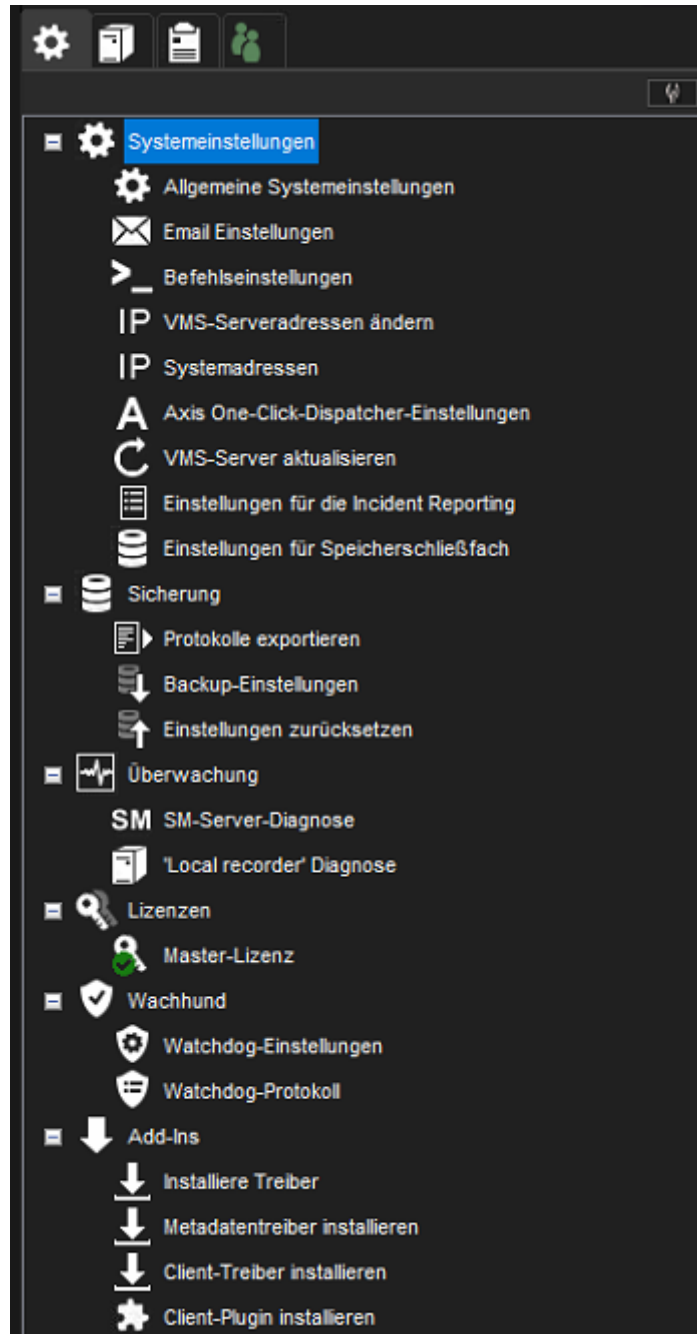 Systemeinstellungen
Allgemeine Systemeinstellungen
Email Einstellungen
>_ Befehlseinstellungen
IP VMS-Serveradressen ändern
IP Systemadressen
A Axis One-Click-Dispatcher-Einstellungen
VMS-Server aktualisieren
Einstellungen für die Incident Reporting
Einstellungen für Speicherschließfach
Sicherung
Protokolle exportieren
Backup-Einstellungen
Einstellungen zurücksetzen
Überwachung
SM SM-Server-Diagnose
'Local recorder' Diagnose
Lizenzen
Master-Lizenz
Wachhund
Watchdog-Einstellungen
Watchdog-Protokoll
Add-Ins
Installiere Treiber
Metadatentreiber installieren
Client-Treiber installieren
Client-Plugin installieren